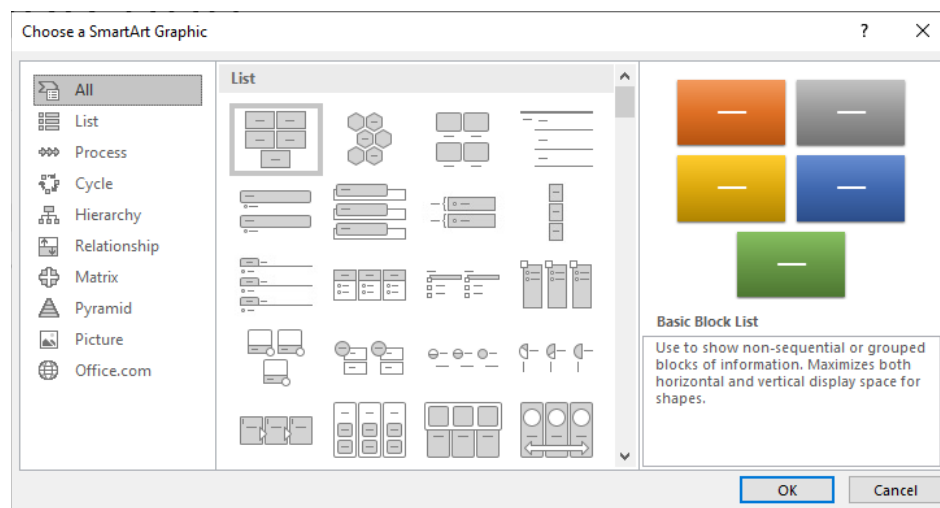 Choose a SmartArt Graphic
?
All
List
Process
Cycle
Hierarchy
Relationship
Matrix
Pyramid
Picture
Office.com
List
Basic Block List
Use to show non-sequential or grouped
blocks of information. Maximizes both
horizontal and vertical display space for
shapes.
OK
Cancel